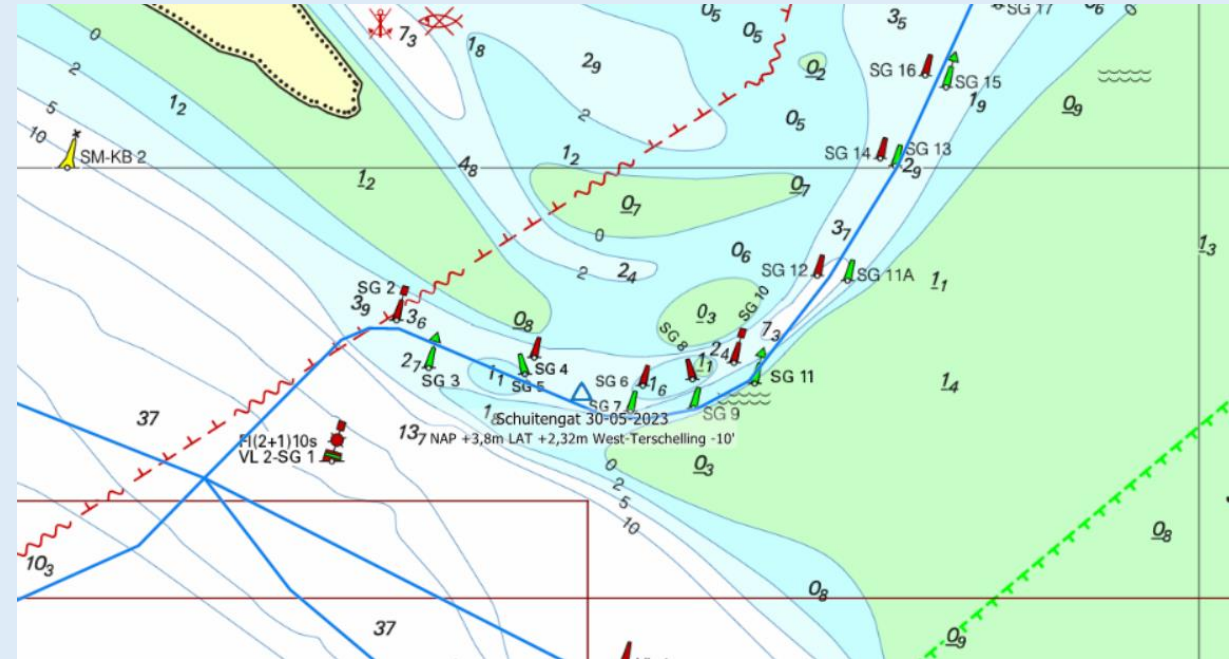 0₅
3₅
SG 17
0₆
0
7₃
1₈
0₅
0
2₉
0₂
SG 16
SG 15
2
1₂
1₉
0₉
5
2
0₅
10
SM-KB 2
1₂
SG 14
SG 13
4₈
2₉
1₂
0₇
0₇
3₇
0
0₆
1₃
2
2₄
SG 12
SG 11A
1₁
SG 2
3₉
3₆
0₈
0₃
SG 10
7₃
SG 8
2₄
2₇
SG 4
1₁
1₁
SG 3
SG 5
SG 6
1₆
SG 11
1₄
SG 7
SG 9
37
Schuitengat 30-05-2023
13₇
NAP +3,8m LAT +2,32m West-Terschelling -10'
Fl(2+1)10s
VL 2-SG 1
0
0₃
2
5
10
0₈
10₃
0₈
37
0₉